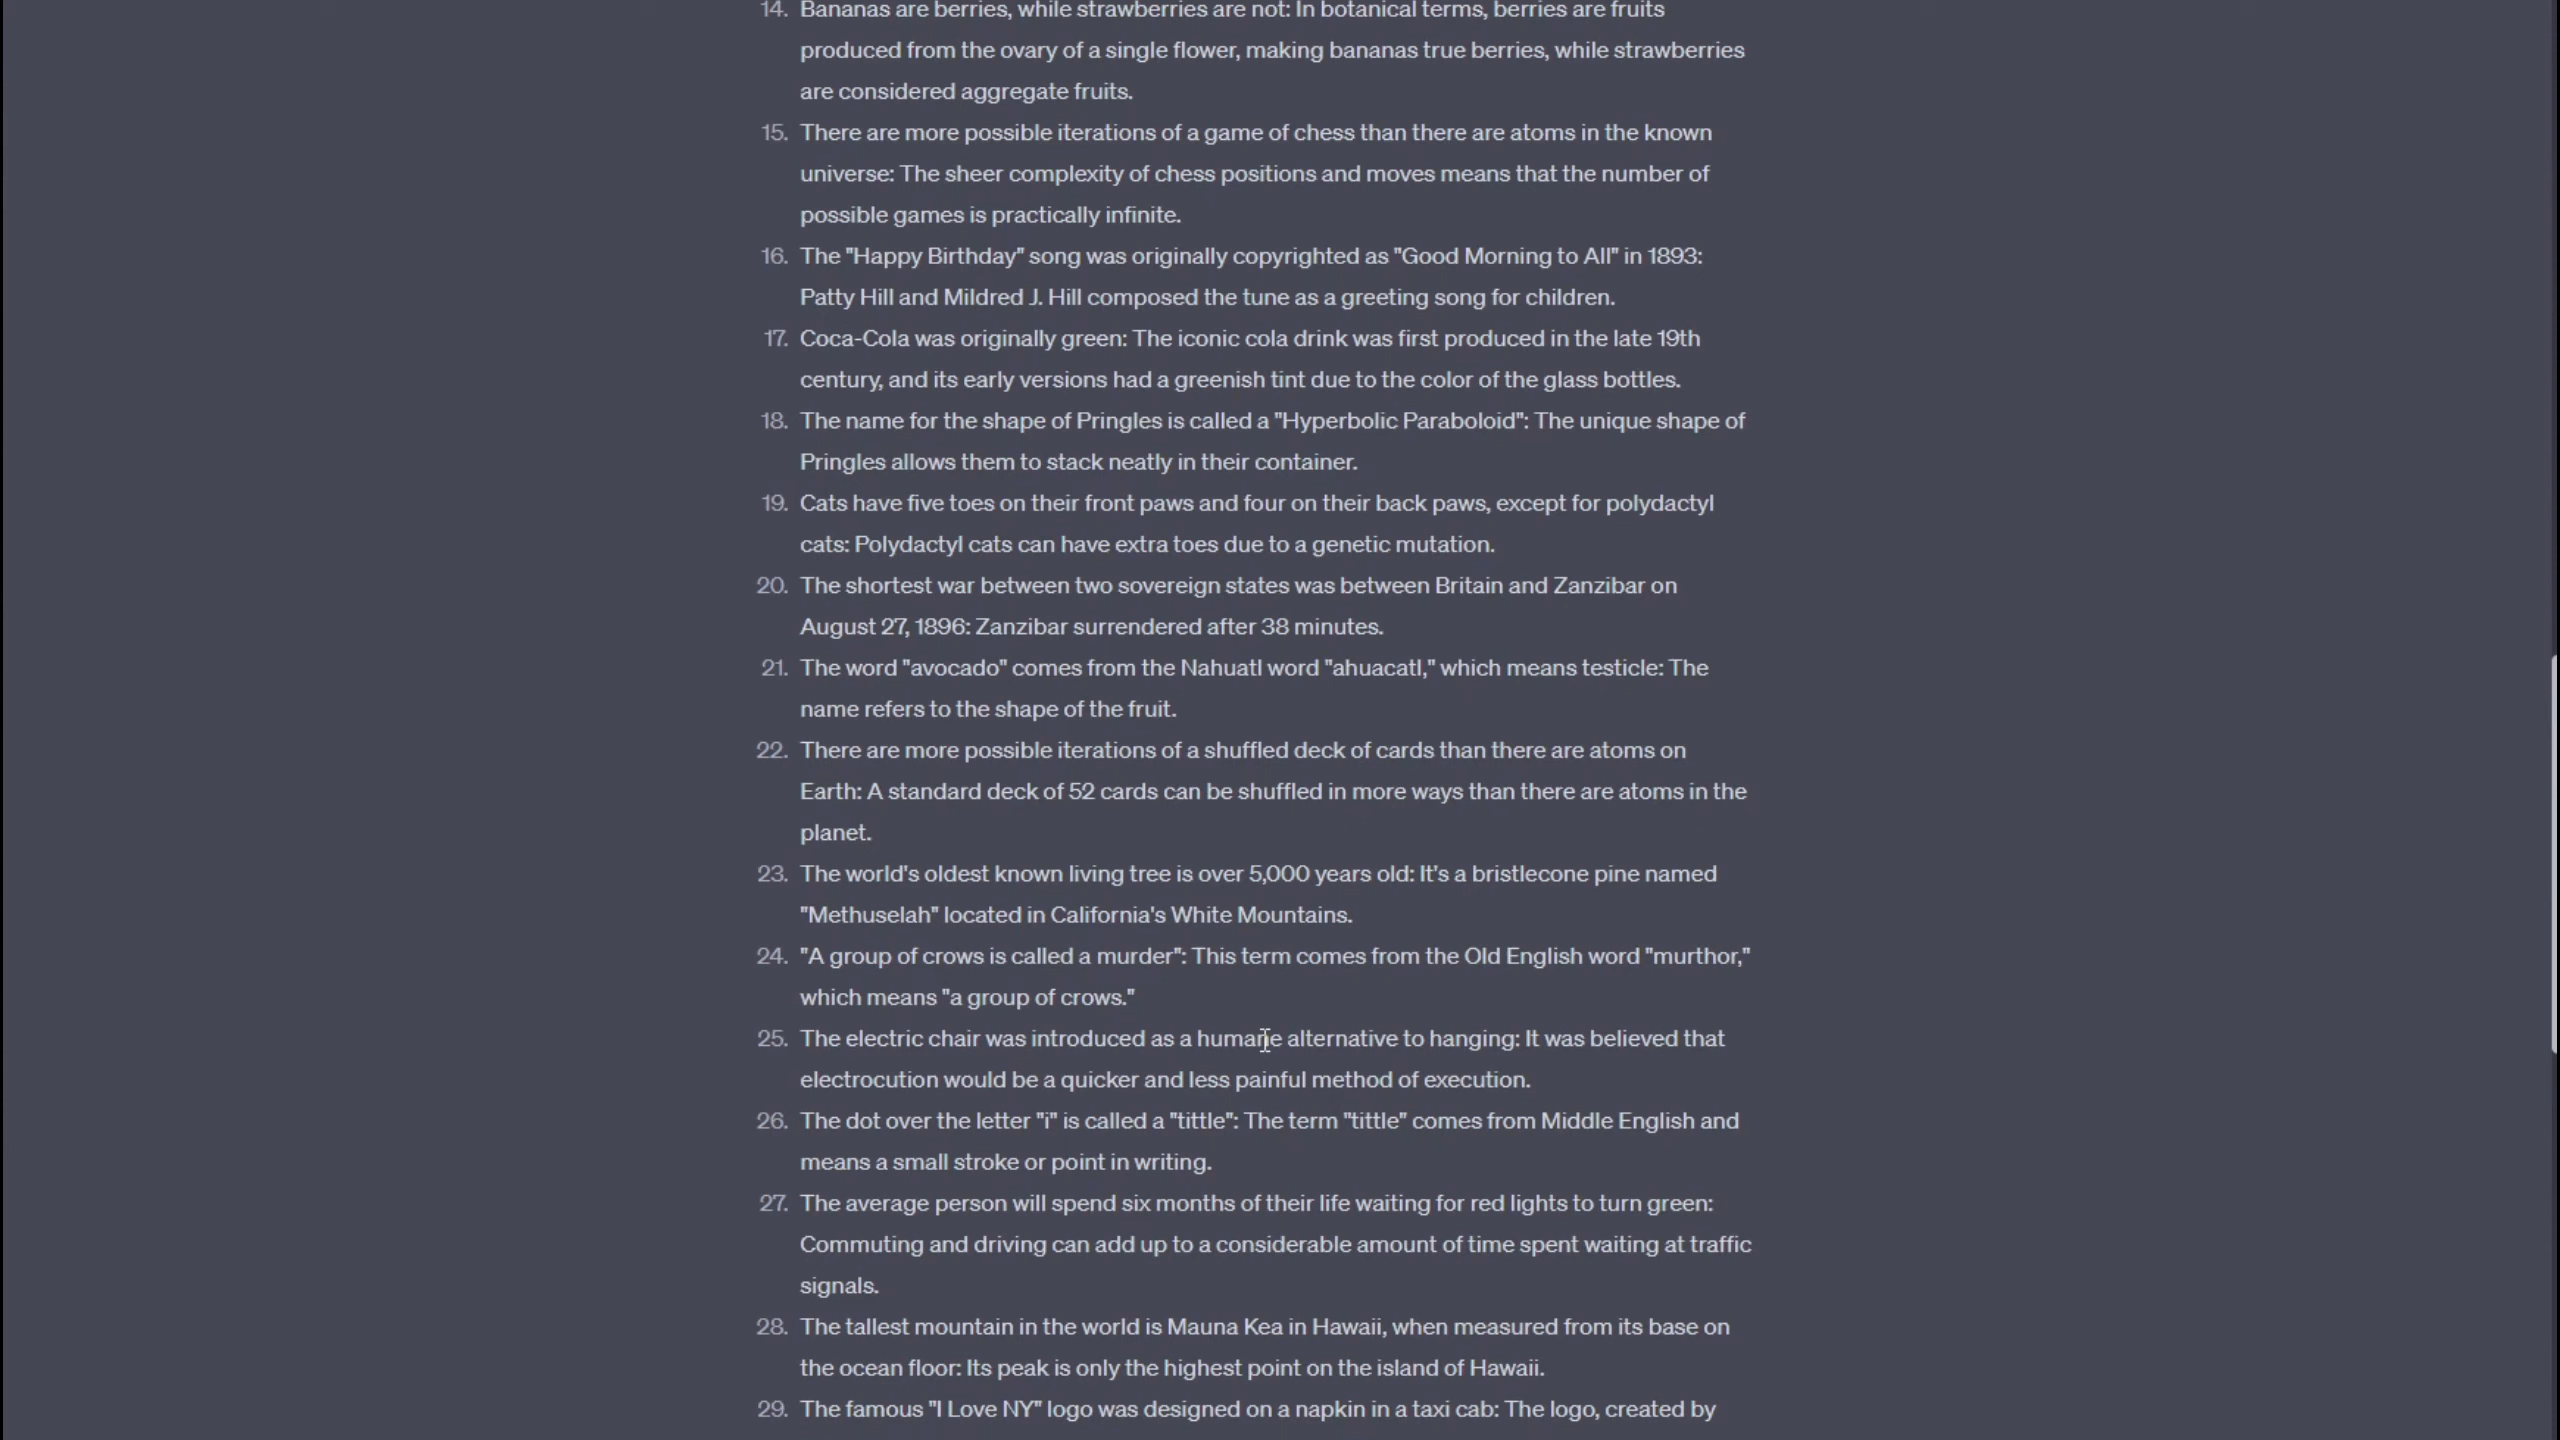 14. Bananas are berries, while strawberries are not: In botanical terms, berries are fruits
produced from the ovary of a single flower, making bananas true berries, while strawberries
are considered aggregate fruits.
15. There are more possible iterations of a game of chess than there are atoms in the known
universe: The sheer complexity of chess positions and moves means that the number of
possible games is practically infinite.
16. The "Happy Birthday" song was originally copyrighted as "Good Morning to All" in 1893:
Patty Hill and Mildred J. Hill composed the tune as a greeting song for children.
17. Coca-Cola was originally green: The iconic cola drink was first produced in the late 19th
century, and its early versions had a greenish tint due to the color of the glass bottles.
18. The name for the shape of Pringles is called a "Hyperbolic Paraboloid": The unique shape of
Pringles allows them to stack neatly in their container.
19. Cats have five toes on their front paws and four on their back paws, except for polydactyl
cats: Polydactyl cats can have extra toes due to a genetic mutation.
20. The shortest war between two sovereign states was between Britain and Zanzibar on
August 27, 1896: Zanzibar surrendered after 38 minutes.
21. The word "avocado" comes from the Nahuatl word "ahuacatl," which means testicle: The
name refers to the shape of the fruit.
22. There are more possible iterations of a shuffled deck of cards than there are atoms on
Earth: A standard deck of 52 cards can be shuffled in more ways than there are atoms in the
planet.
23. The world's oldest known living tree is over 5,000 years old: It's a bristlecone pine named
"Methuselah" located in California's White Mountains.
24. "A group of crows is called a murder": This term comes from the Old English word "murthor,"
which means "a group of crows."
25. The electric chair was introduced as a humane alternative to hanging: It was believed that
electrocution would be a quicker and less painful method of execution.
26. The dot over the letter "i" is called a "tittle": The term "tittle" comes from Middle English and
means a small stroke or point in writing.
27. The average person will spend six months of their life waiting for red lights to turn green:
Commuting and driving can add up to a considerable amount of time spent waiting at traffic
signals.
28. The tallest mountain in the world is Mauna Kea in Hawaii, when measured from its base on
the ocean floor: Its peak is only the highest point on the island of Hawaii.
29. The famous "I Love NY" logo was designed on a napkin in a taxi cab: The logo, created by